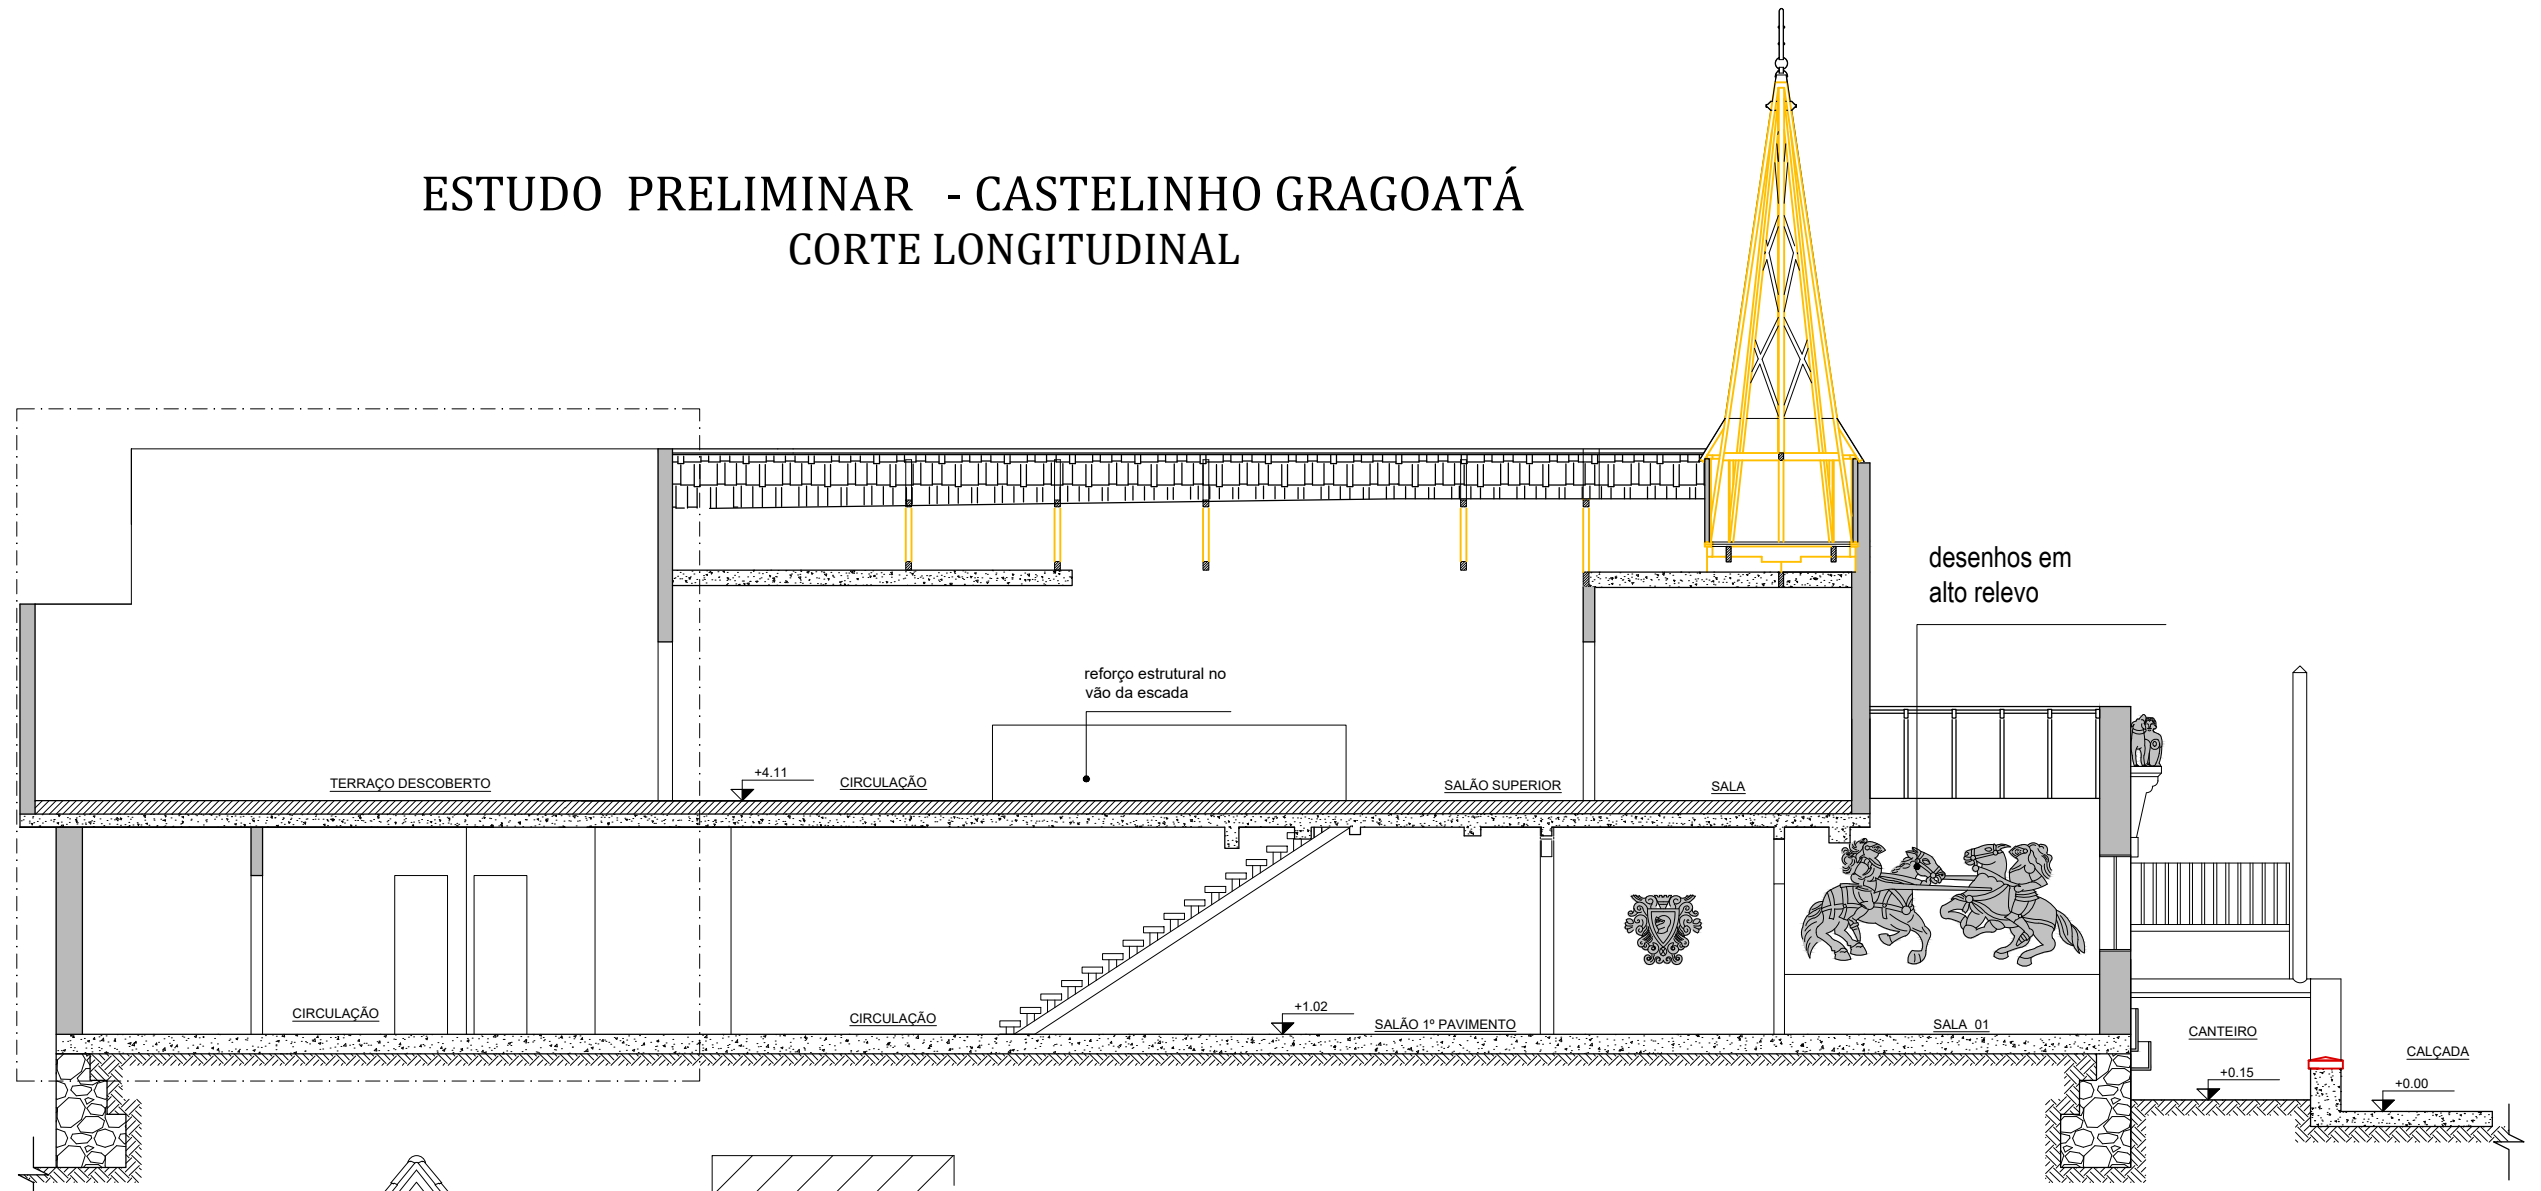 ESTUDO PRELIMINAR - CASTELINHO GRAGOATÁ
CORTE LONGITUDINAL
desenhos em
alto relevo
reforço estrutural no
vão da escada
TERRAÇO DESCOBERTO
+4.11
CIRCULAÇÃO
SALÃO SUPERIOR
SALA
CIRCULAÇÃO
CIRCULAÇÃO
+1.02
SALÃO 1º PAVIMENTO
SALA 01
CANTEIRO
CALÇADA
+0.15
+0.00